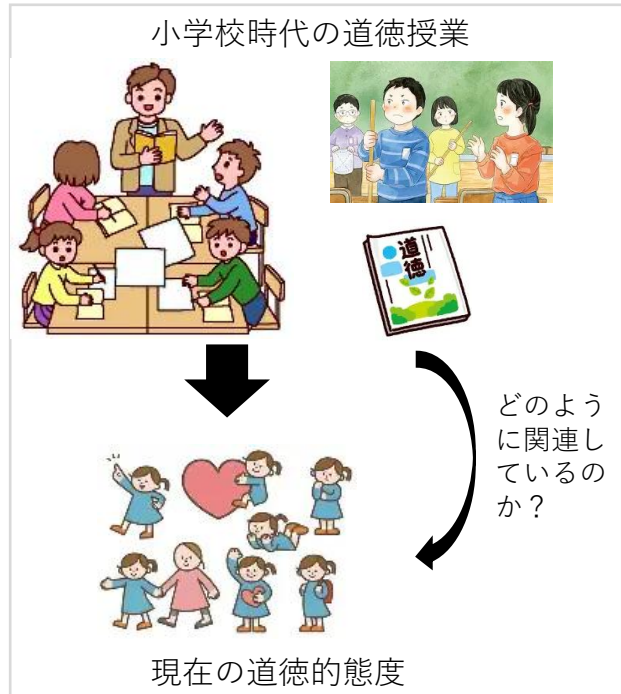 小学校時代の道徳授業
道徳
どのよう
に関連し
ているの
か？
現在の道徳的態度